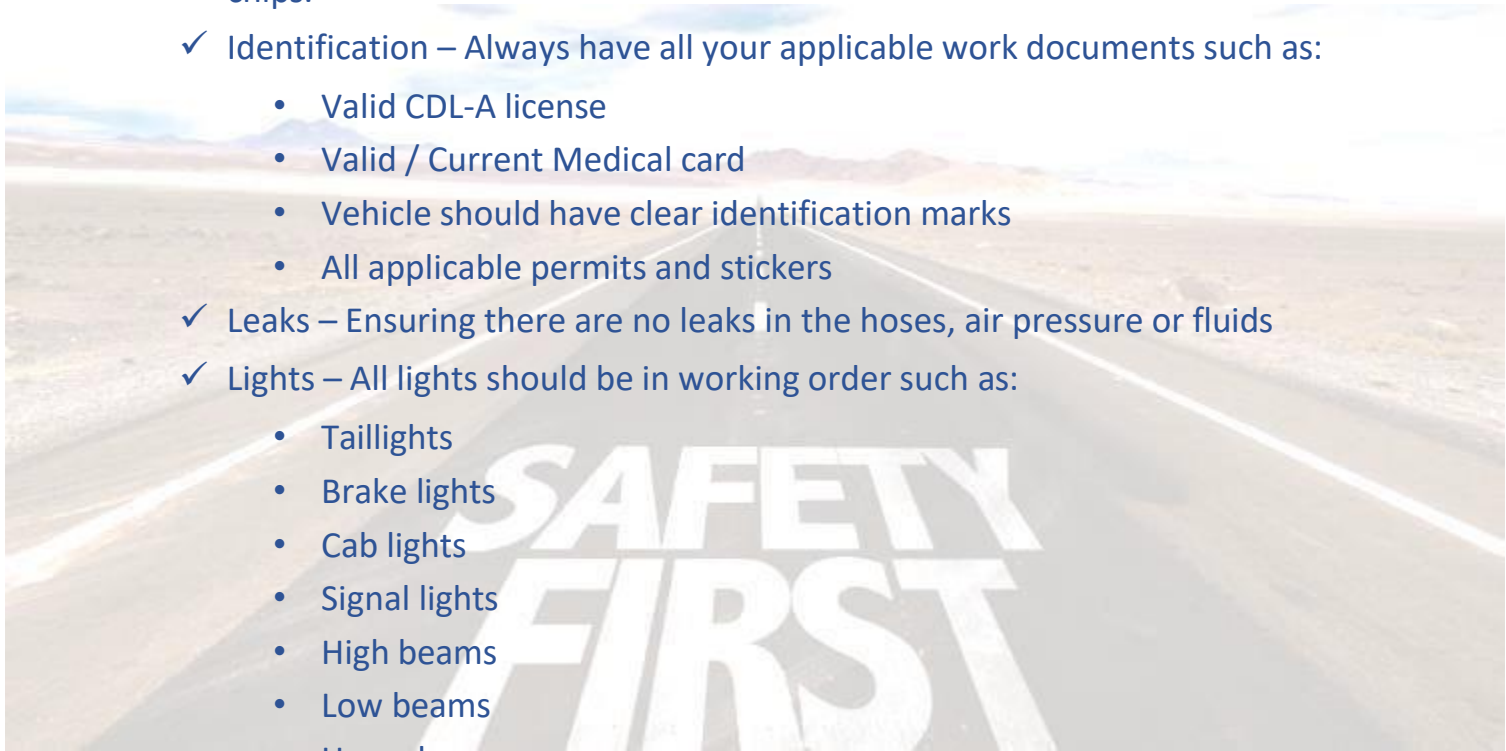 ✓ Identification – Always have all your applicable work documents such as:
• Valid CDL-A license
• Valid / Current Medical card
• Vehicle should have clear identification marks
• All applicable permits and stickers
✓ Leaks – Ensuring there are no leaks in the hoses, air pressure or fluids
✓ Lights – All lights should be in working order such as:
• Taillights
• Brake lights
• Cab lights
• Signal lights
• High beams
• Low beams
SAFETY
FIRST